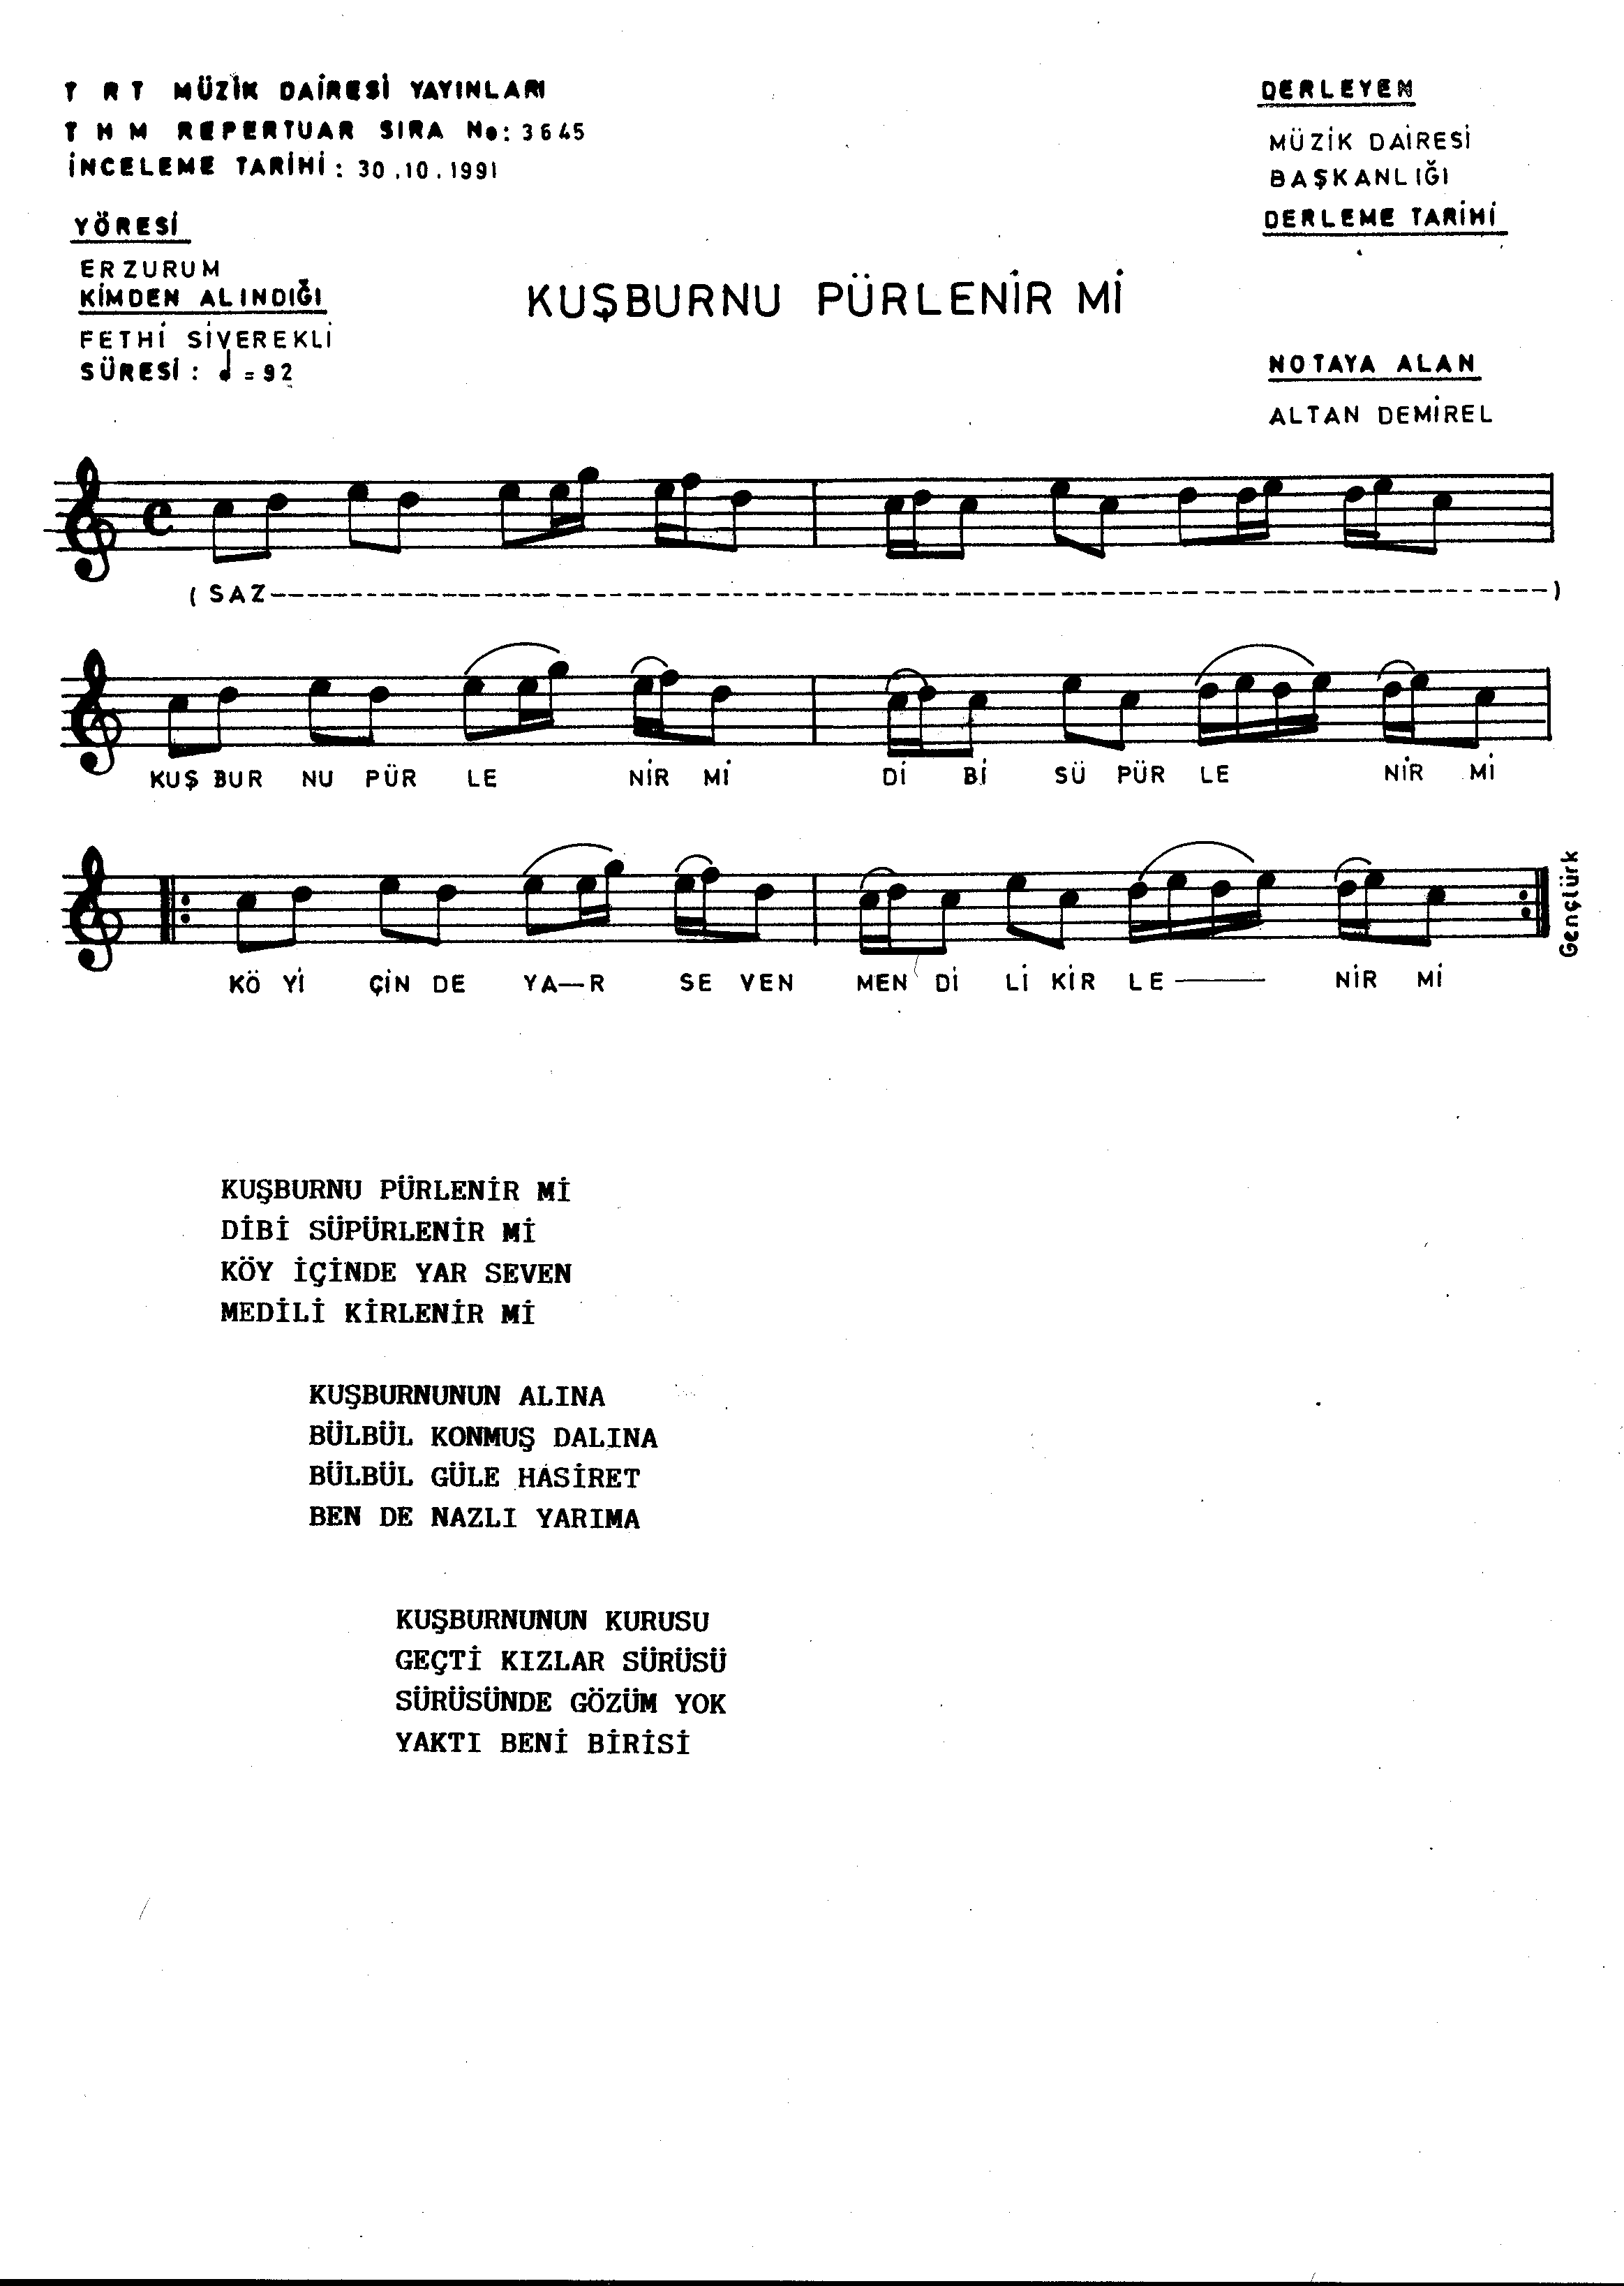 T R T MÜZİK DAİRESİ YAYINLARI
T H M REPERTUAR SIRA No: 3645
İNCELEME TARİHİ : 30.10.1991
DERLEYEN
MÜZİK DAİRESİ
BAŞKANLIĞI
DERLEME TARİHİ
YÖRESİ
ERZURUM
KİMDEN ALINDIĞI
FETHİ SİVEREKLİ
SÜRESİ : ♩ = 92
KUŞBURNU PÜRLENİR Mİ
NOTAYA ALAN
ALTAN DEMİREL
( SAZ--------------------------------)
KUŞ BUR NU PÜR LE NİR Mİ Dİ Bİ SÜ PÜR LE NİR Mİ
KÖ Yİ ÇİN DE YA—R SE VEN MEN Dİ Lİ KİR LE —— NİR Mİ
Gençtürk
KUŞBURNU PÜRLENİR Mİ
DİBİ SÜPÜRLENİR Mİ
KÖY İÇİNDE YAR SEVEN
MEDİLİ KİRLENİR Mİ
KUŞBURNUNUN ALINA
BÜLBÜL KONMUŞ DALINA
BÜLBÜL GÜLE HASİRET
BEN DE NAZLI YARIMA
KUŞBURNUNUN KURUSU
GEÇTİ KIZLAR SÜRÜSÜ
SÜRÜSÜNDE GÖZÜM YOK
YAKTI BENİ BİRİSİ